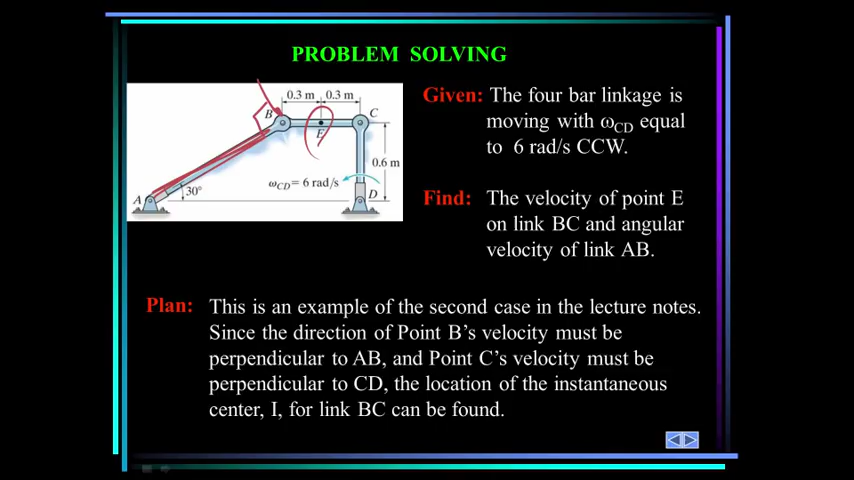 PROBLEM SOLVING
0.3 m 0.3 m
B
C
E
0.6 m
ωCD = 6 rad/s
30°
A
D
Given: The four bar linkage is
moving with ωCD equal
to 6 rad/s CCW.
Find: The velocity of point E
on link BC and angular
velocity of link AB.
Plan: This is an example of the second case in the lecture notes.
Since the direction of Point B’s velocity must be
perpendicular to AB, and Point C’s velocity must be
perpendicular to CD, the location of the instantaneous
center, I, for link BC can be found.